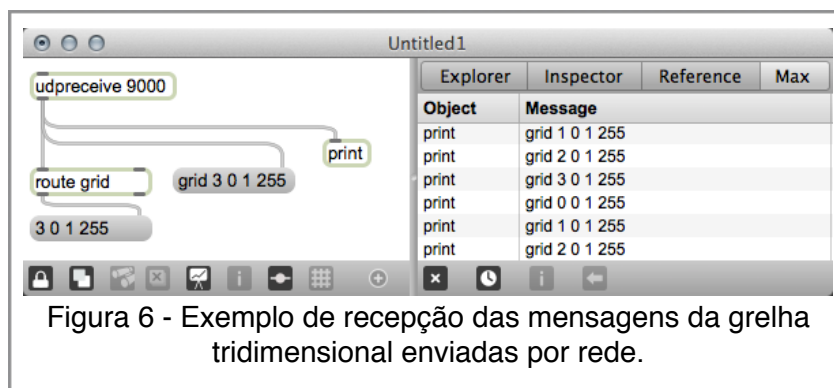 Untitled1
udpreceive 9000
print
route grid
grid 3 0 1 255
3 0 1 255
Explorer Inspector Reference Max
Object Message
print grid 1 0 1 255
print grid 2 0 1 255
print grid 3 0 1 255
print grid 0 0 1 255
print grid 1 0 1 255
print grid 2 0 1 255
Figura 6 - Exemplo de recepção das mensagens da grelha
tridimensional enviadas por rede.